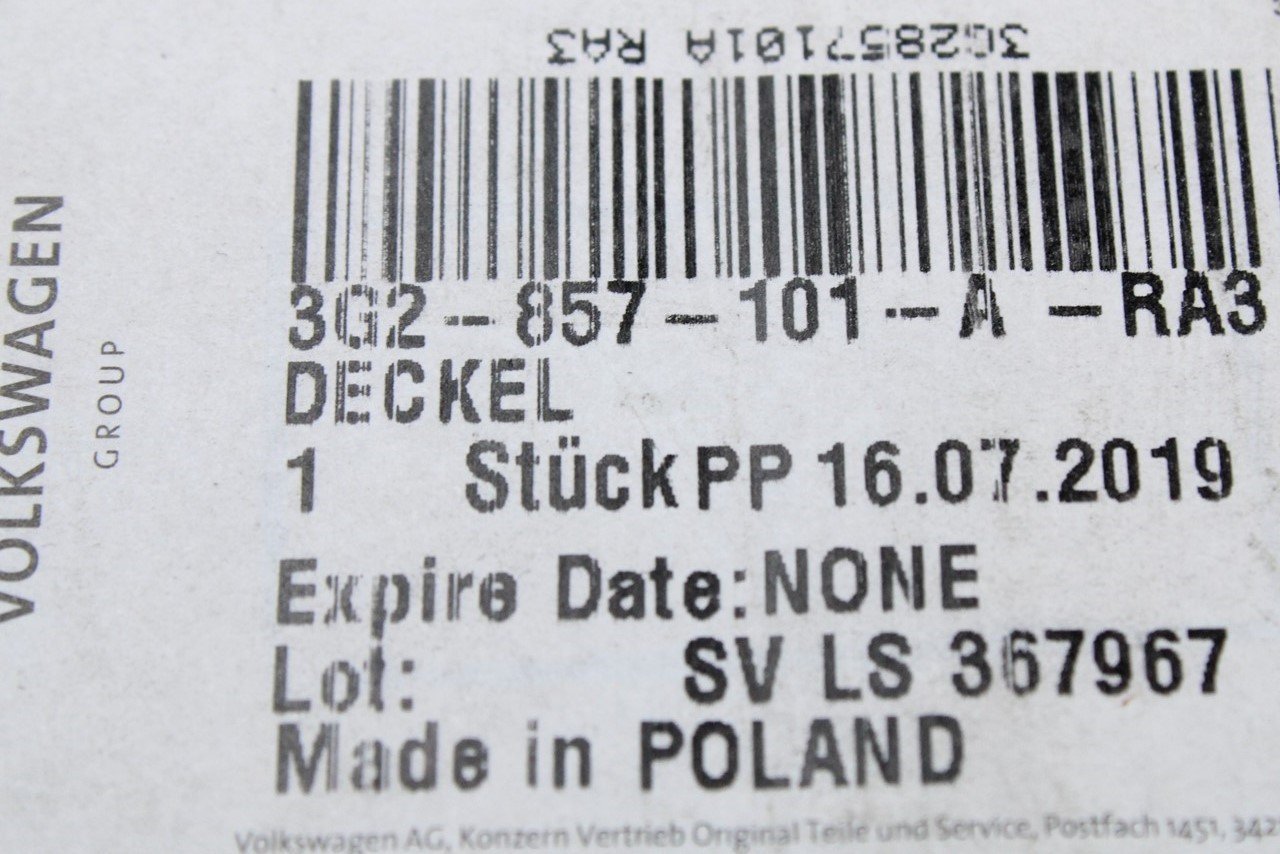 3G2857101A RA3
3G2-857-101-A-RA3
DECKEL
1 Stück PP 16.07.2019
Expire Date: NONE
Lot: SV LS 367967
Made in POLAND
Volkswagen AG, Konzern Vertrieb Original Teile und Service, Postfach 1451, 342
VOLKSWAGEN
GROUP